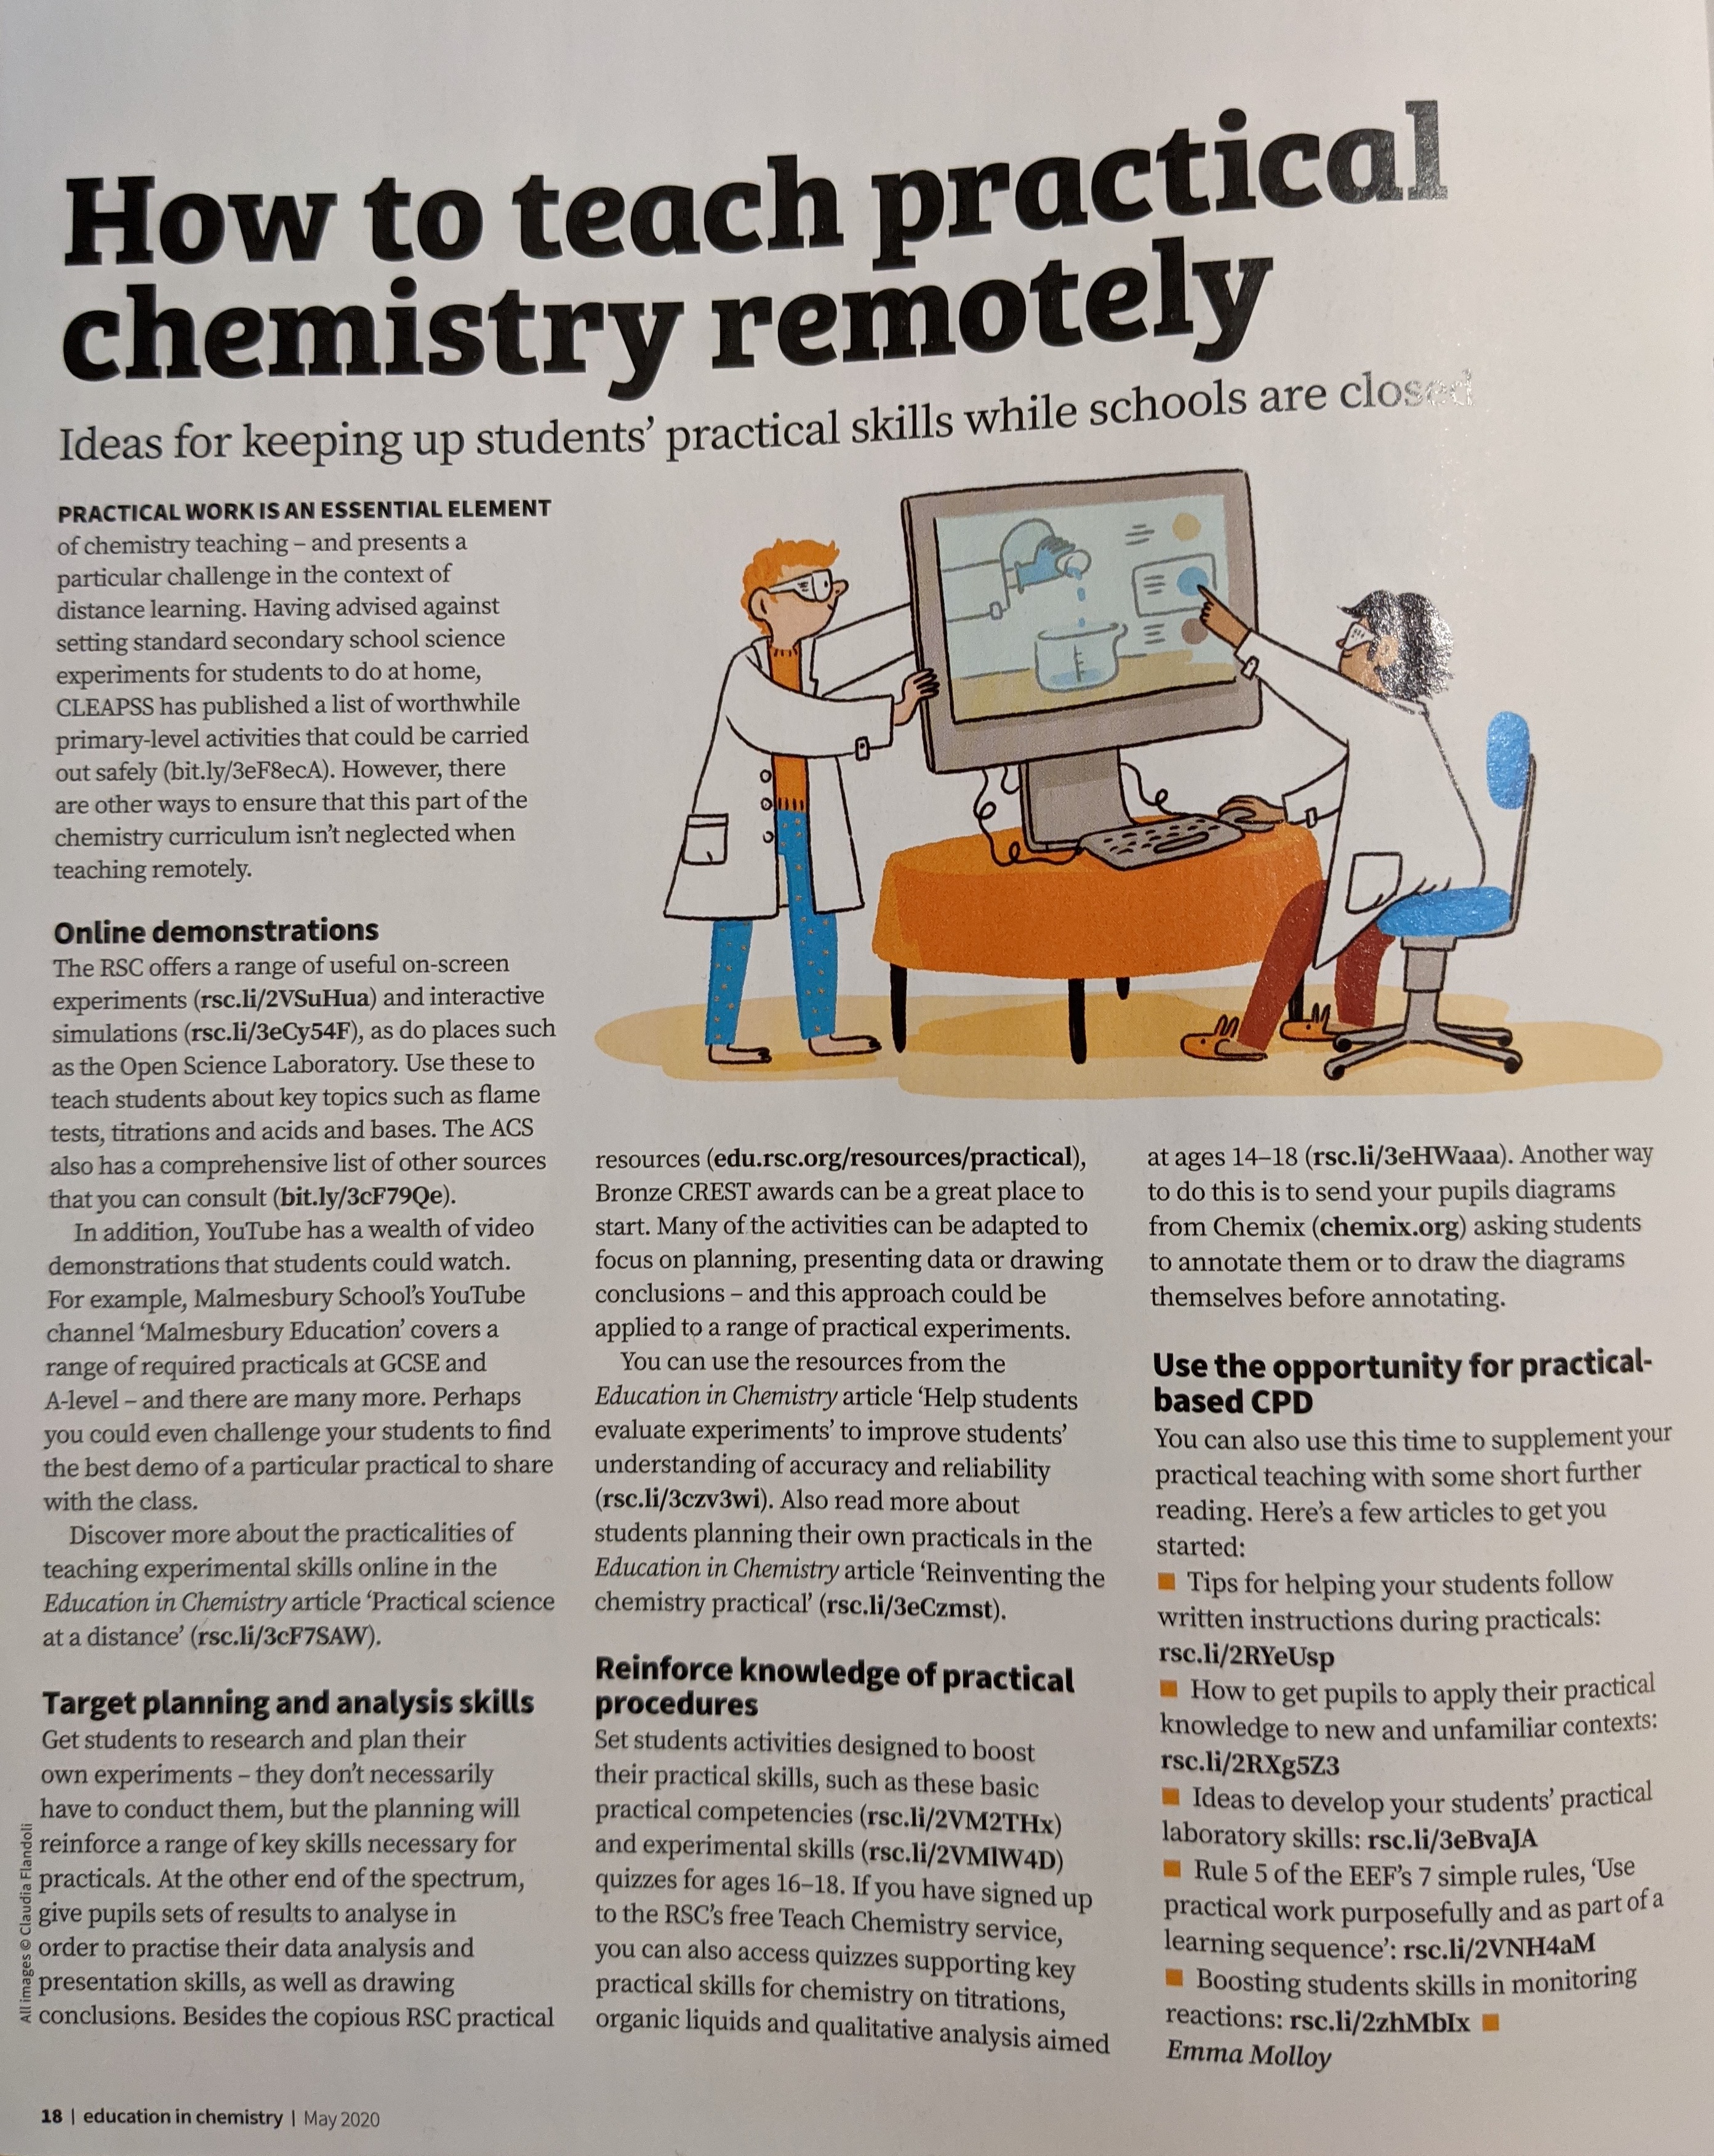 How to teach practical
chemistry remotely
Ideas for keeping up students’ practical skills while schools are closed
PRACTICAL WORK IS AN ESSENTIAL ELEMENT
of chemistry teaching – and presents a
particular challenge in the context of
distance learning. Having advised against
setting standard secondary school science
experiments for students to do at home,
CLEAPSS has published a list of worthwhile
primary-level activities that could be carried
out safely (bit.ly/3eF8ecA). However, there
are other ways to ensure that this part of the
chemistry curriculum isn’t neglected when
teaching remotely.
Online demonstrations
The RSC offers a range of useful on-screen
experiments (rsc.li/2VSuHua) and interactive
simulations (rsc.li/3eCy54F), as do places such
as the Open Science Laboratory. Use these to
teach students about key topics such as flame
tests, titrations and acids and bases. The ACS
also has a comprehensive list of other sources
that you can consult (bit.ly/3cF79Qe).
In addition, YouTube has a wealth of video
demonstrations that students could watch.
For example, Malmesbury School’s YouTube
channel ‘Malmesbury Education’ covers a
range of required practicals at GCSE and
A-level – and there are many more. Perhaps
you could even challenge your students to find
the best demo of a particular practical to share
with the class.
Discover more about the practicalities of
teaching experimental skills online in the
Education in Chemistry article ‘Practical science
at a distance’ (rsc.li/3cF7SAW).
Target planning and analysis skills
Get students to research and plan their
own experiments – they don’t necessarily
have to conduct them, but the planning will
reinforce a range of key skills necessary for
practicals. At the other end of the spectrum,
give pupils sets of results to analyse in
order to practise their data analysis and
presentation skills, as well as drawing
conclusions. Besides the copious RSC practical
resources (edu.rsc.org/resources/practical),
Bronze CREST awards can be a great place to
start. Many of the activities can be adapted to
focus on planning, presenting data or drawing
conclusions – and this approach could be
applied to a range of practical experiments.
You can use the resources from the
Education in Chemistry article ‘Help students
evaluate experiments’ to improve students’
understanding of accuracy and reliability
(rsc.li/3czv3wi). Also read more about
students planning their own practicals in the
Education in Chemistry article ‘Reinventing the
chemistry practical’ (rsc.li/3eCzmst).
Reinforce knowledge of practical
procedures
Set students activities designed to boost
their practical skills, such as these basic
practical competencies (rsc.li/2VM2THx)
and experimental skills (rsc.li/2VMlW4D)
quizzes for ages 16–18. If you have signed up
to the RSC’s free Teach Chemistry service,
you can also access quizzes supporting key
practical skills for chemistry on titrations,
organic liquids and qualitative analysis aimed
at ages 14–18 (rsc.li/3eHWaaa). Another way
to do this is to send your pupils diagrams
from Chemix (chemix.org) asking students
to annotate them or to draw the diagrams
themselves before annotating.
Use the opportunity for practical-
based CPD
You can also use this time to supplement your
practical teaching with some short further
reading. Here’s a few articles to get you
started:
■ Tips for helping your students follow
written instructions during practicals:
rsc.li/2RYeUsp
■ How to get pupils to apply their practical
knowledge to new and unfamiliar contexts:
rsc.li/2RXg5Z3
■ Ideas to develop your students’ practical
laboratory skills: rsc.li/3eBvaJA
■ Rule 5 of the EEF’s 7 simple rules, ‘Use
practical work purposefully and as part of a
learning sequence’: rsc.li/2VNH4aM
■ Boosting students skills in monitoring
reactions: rsc.li/2zhMbIx ■
Emma Molloy
All images © Claudia Flandoli
18 | education in chemistry | May 2020